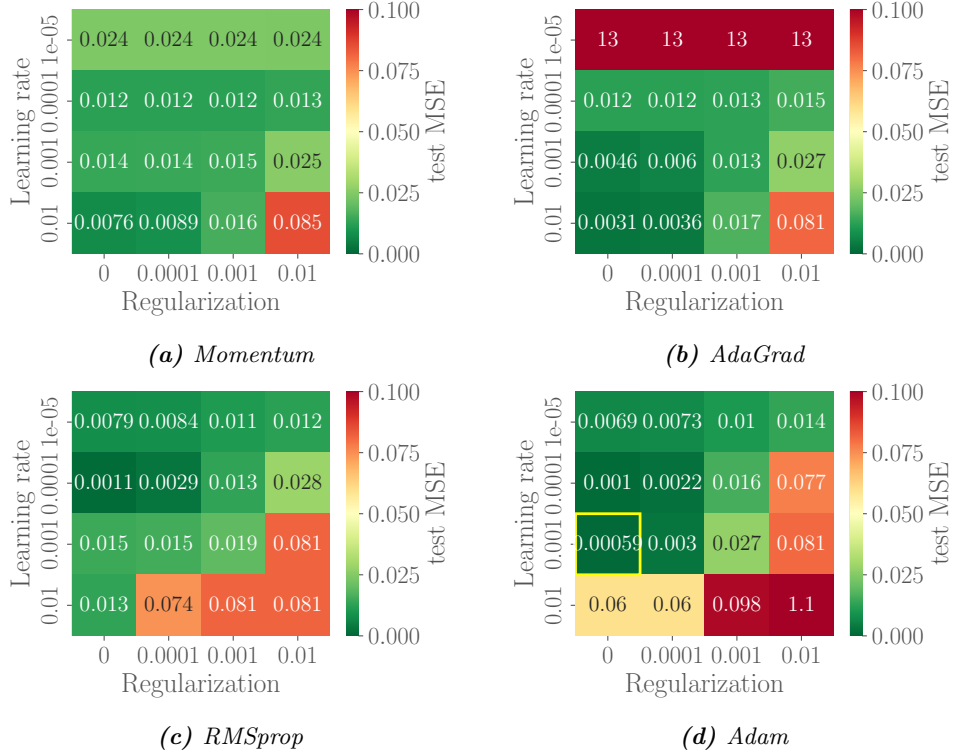 Learning rate
1e-05
0.0001
0.001
0.01
0.024 0.024 0.024 0.024
0.012 0.012 0.012 0.013
0.014 0.014 0.015 0.025
0.0076 0.0089 0.016 0.085
0 0.0001 0.001 0.01
Regularization
0.100
0.075
0.050
0.025
0.000
test MSE
(a) Momentum
Learning rate
1e-05
0.0001
0.001
0.01
13 13 13 13
0.012 0.012 0.013 0.015
0.0046 0.006 0.013 0.027
0.0031 0.0036 0.017 0.081
0 0.0001 0.001 0.01
Regularization
0.100
0.075
0.050
0.025
0.000
test MSE
(b) AdaGrad
Learning rate
1e-05
0.0001
0.001
0.01
0.0079 0.0084 0.011 0.012
0.0011 0.0029 0.013 0.028
0.015 0.015 0.019 0.081
0.013 0.074 0.081 0.081
0 0.0001 0.001 0.01
Regularization
0.100
0.075
0.050
0.025
0.000
test MSE
(c) RMSprop
Learning rate
1e-05
0.0001
0.001
0.01
0.0069 0.0073 0.01 0.014
0.001 0.0022 0.016 0.077
0.00059 0.003 0.027 0.081
0.06 0.06 0.098 1.1
0 0.0001 0.001 0.01
Regularization
0.100
0.075
0.050
0.025
0.000
test MSE
(d) Adam